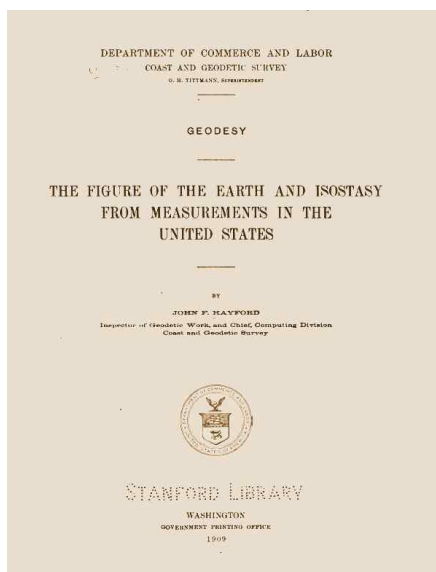 DEPARTMENT OF COMMERCE AND LABOR
COAST AND GEODETIC SURVEY
O. H. TITTMANN, SUPERINTENDENT
GEODESY
THE FIGURE OF THE EARTH AND ISOSTASY
FROM MEASUREMENTS IN THE
UNITED STATES
BY
JOHN F. HAYFORD
Inspector of Geodetic Work, and Chief, Computing Division
Coast and Geodetic Survey
STANFORD LIBRARY
WASHINGTON
GOVERNMENT PRINTING OFFICE
1909